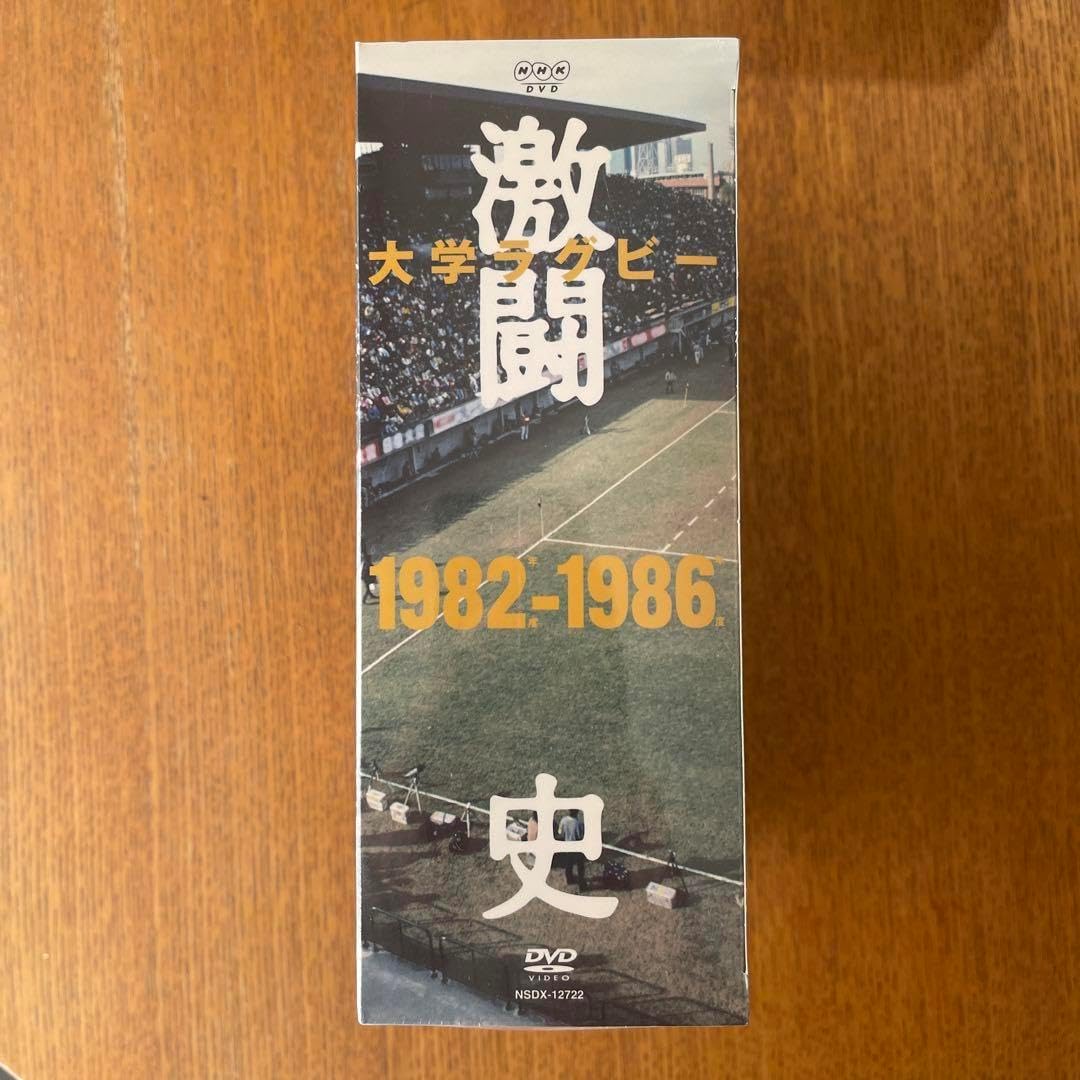 NHK
DVD
激闘史
大学ラグビー
1982年度-1986年度
DVD
VIDEO
NSDX-12722